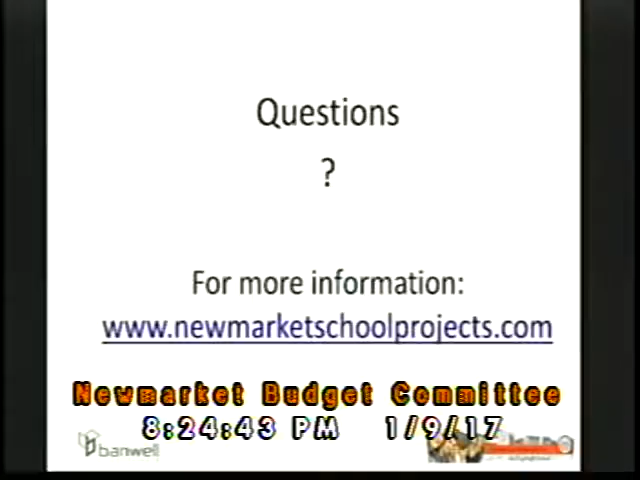 Questions
?
For more information:
www.newmarketschoolprojects.com
Newmarket Budget Committee
8:24:43 PM 1/9/17
banwell